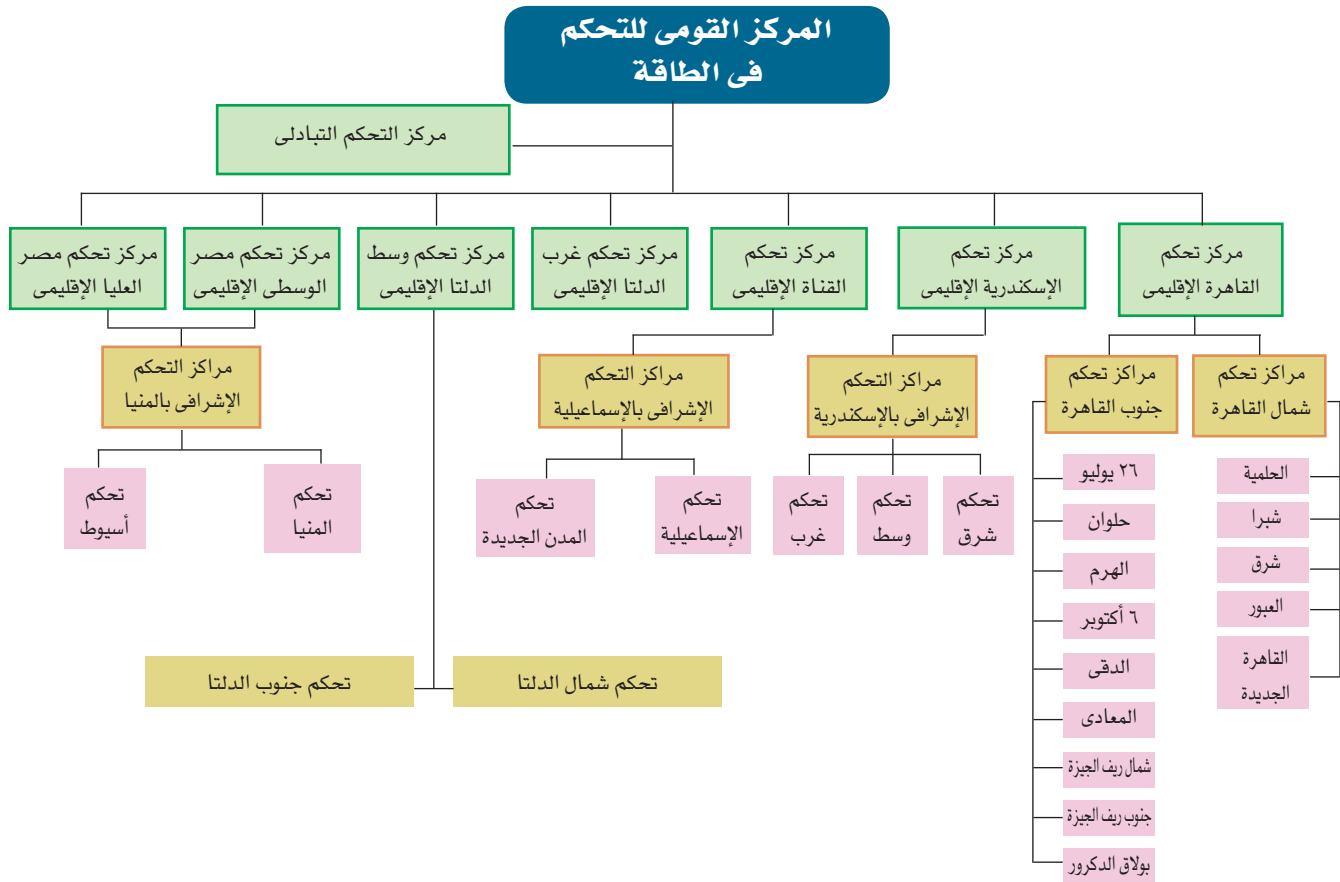 المركز القومى للتحكم
فى الطاقة
مركز التحكم التبادلى
مركز تحكم
القاهرة الإقليمى
مركز تحكم
الإسكندرية الإقليمى
مركز تحكم
القناة الإقليمى
مركز تحكم غرب
الدلتا الإقليمى
مركز تحكم وسط
الدلتا الإقليمى
مركز تحكم مصر
الوسطى الإقليمى
مركز تحكم مصر
العليا الإقليمى
مراكز تحكم
شمال القاهرة
مراكز تحكم
جنوب القاهرة
مراكز التحكم
الإشرافى بالإسكندرية
مراكز التحكم
الإشرافى بالإسماعيلية
مراكز التحكم
الإشرافى بالمنيا
الحلمية
شبرا
شرق
العبور
القاهرة
الجديدة
٢٦ يوليو
حلوان
الهرم
٦ أكتوبر
الدقى
المعادى
شمال ريف الجيزة
جنوب ريف الجيزة
بولاق الدكرور
تحكم
شرق
تحكم
وسط
تحكم
غرب
تحكم
الإسماعيلية
تحكم
المدن الجديدة
تحكم
المنيا
تحكم
أسيوط
تحكم شمال الدلتا
تحكم جنوب الدلتا